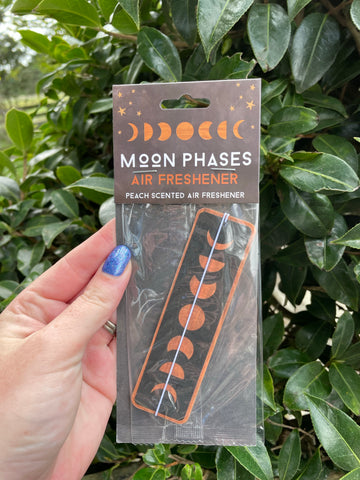 MOON PHASES
AIR FRESHENER
PEACH SCENTED AIR FRESHENER